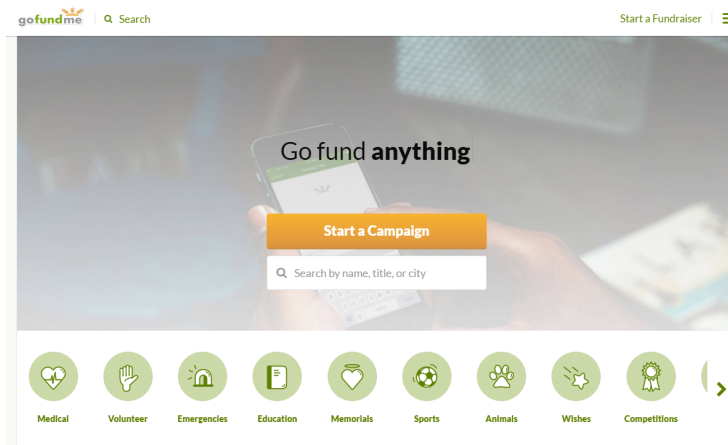 gofundme
Search
Start a Fundraiser
Go fund anything
Start a Campaign
Search by name, title, or city
Medical
Volunteer
Emergencies
Education
Memorials
Sports
Animals
Wishes
Competitions